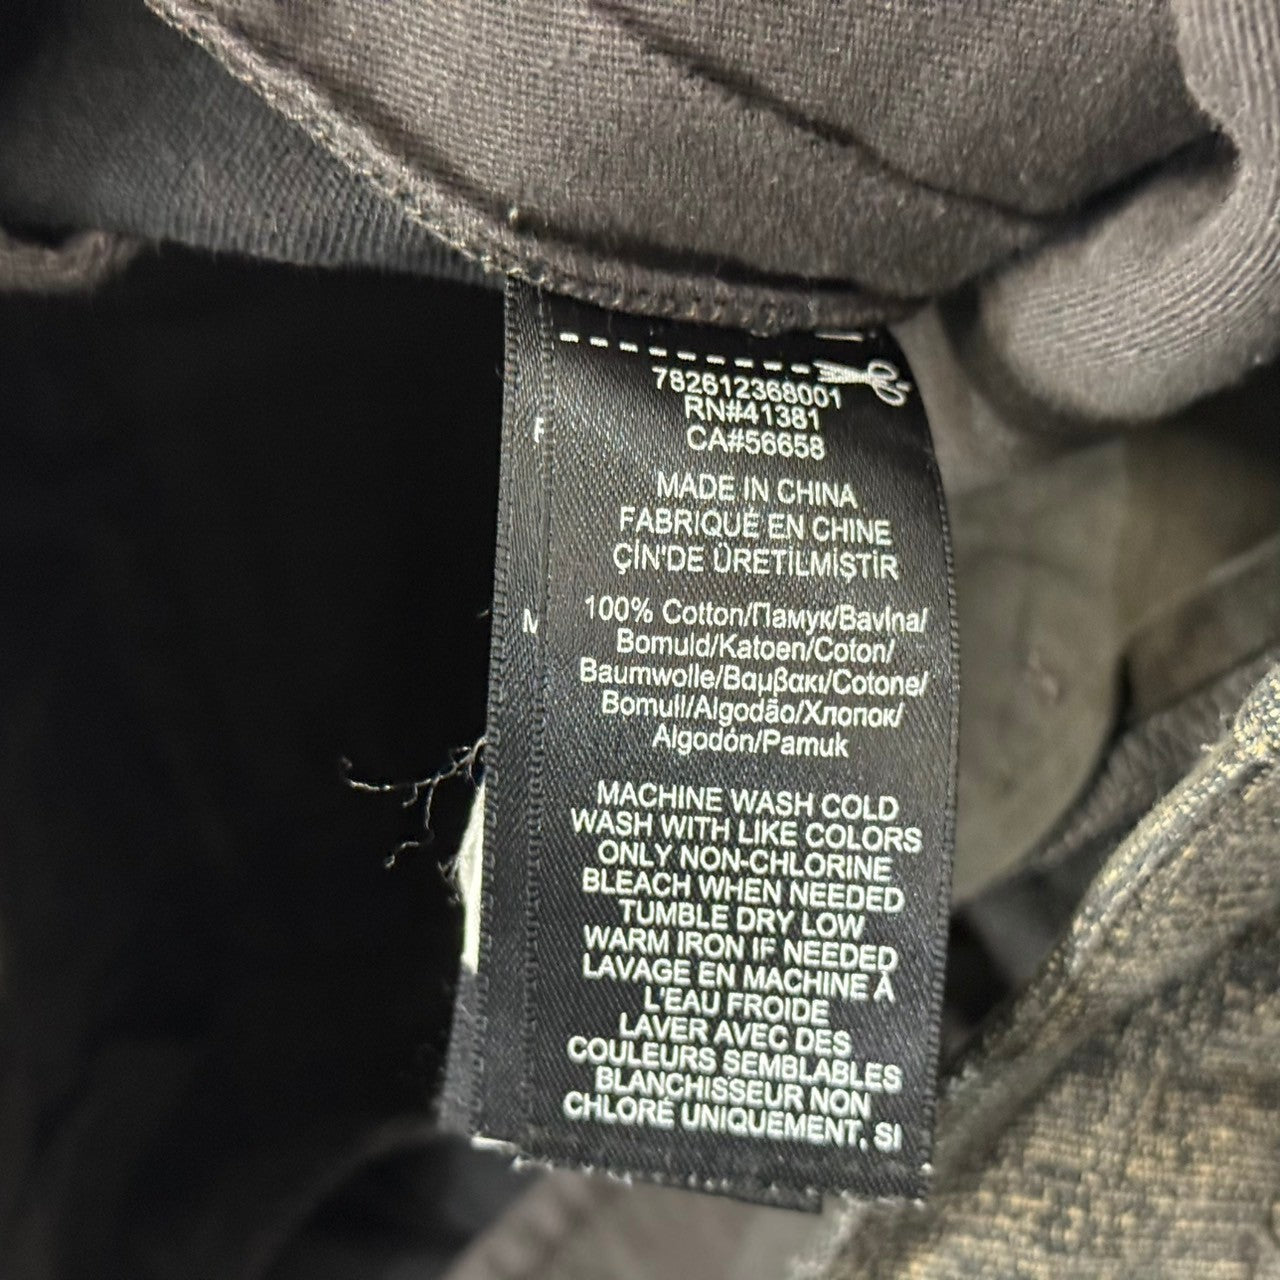 782612368001
RN#41381
CA#56658
MADE IN CHINA
FABRIQUÉ EN CHINE
ÇİN'DE ÜRETİLMİŞTİR
100% Cotton/Памук/Bavlna/
Bomuld/Katoen/Coton/
Baumwolle/Βαμβακι/Cotone/
Bomull/Algodão/Хлопок/
Algodón/Pamuk
MACHINE WASH COLD
WASH WITH LIKE COLORS
ONLY NON-CHLORINE
BLEACH WHEN NEEDED
TUMBLE DRY LOW
WARM IRON IF NEEDED
LAVAGE EN MACHINE À
L'EAU FROIDE
LAVER AVEC DES
COULEURS SEMBLABLES
BLANCHISSEUR NON
CHLORÉ UNIQUEMENT, SI